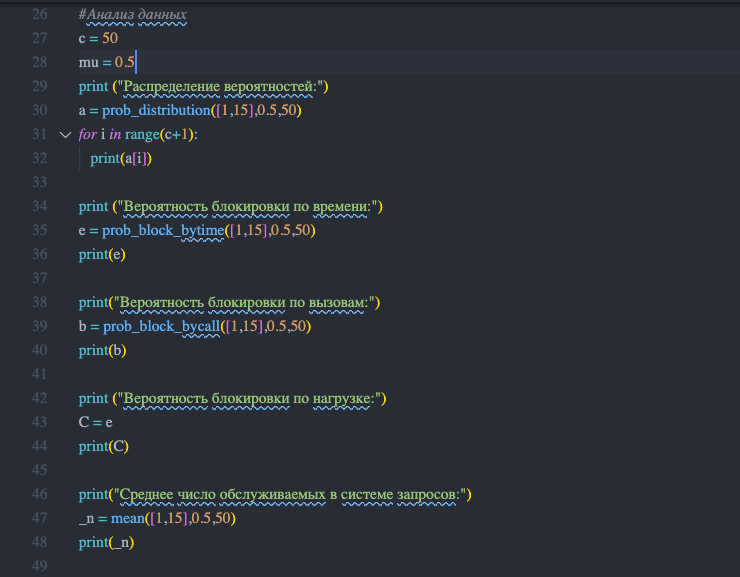 26 #Анализ данных
27 c = 50
28 mu = 0.5
29 print ("Распределение вероятностей:")
30 a = prob_distribution([1,15],0.5,50)
31 for i in range(c+1):
32 print(a[i])
33
34 print ("Вероятность блокировки по времени:")
35 e = prob_block_bytime([1,15],0.5,50)
36 print(e)
37
38 print("Вероятность блокировки по вызовам:")
39 b = prob_block_bycall([1,15],0.5,50)
40 print(b)
41
42 print ("Вероятность блокировки по нагрузке:")
43 C = e
44 print(C)
45
46 print("Среднее число обслуживаемых в системе запросов:")
47 _n = mean([1,15],0.5,50)
48 print(_n)
49